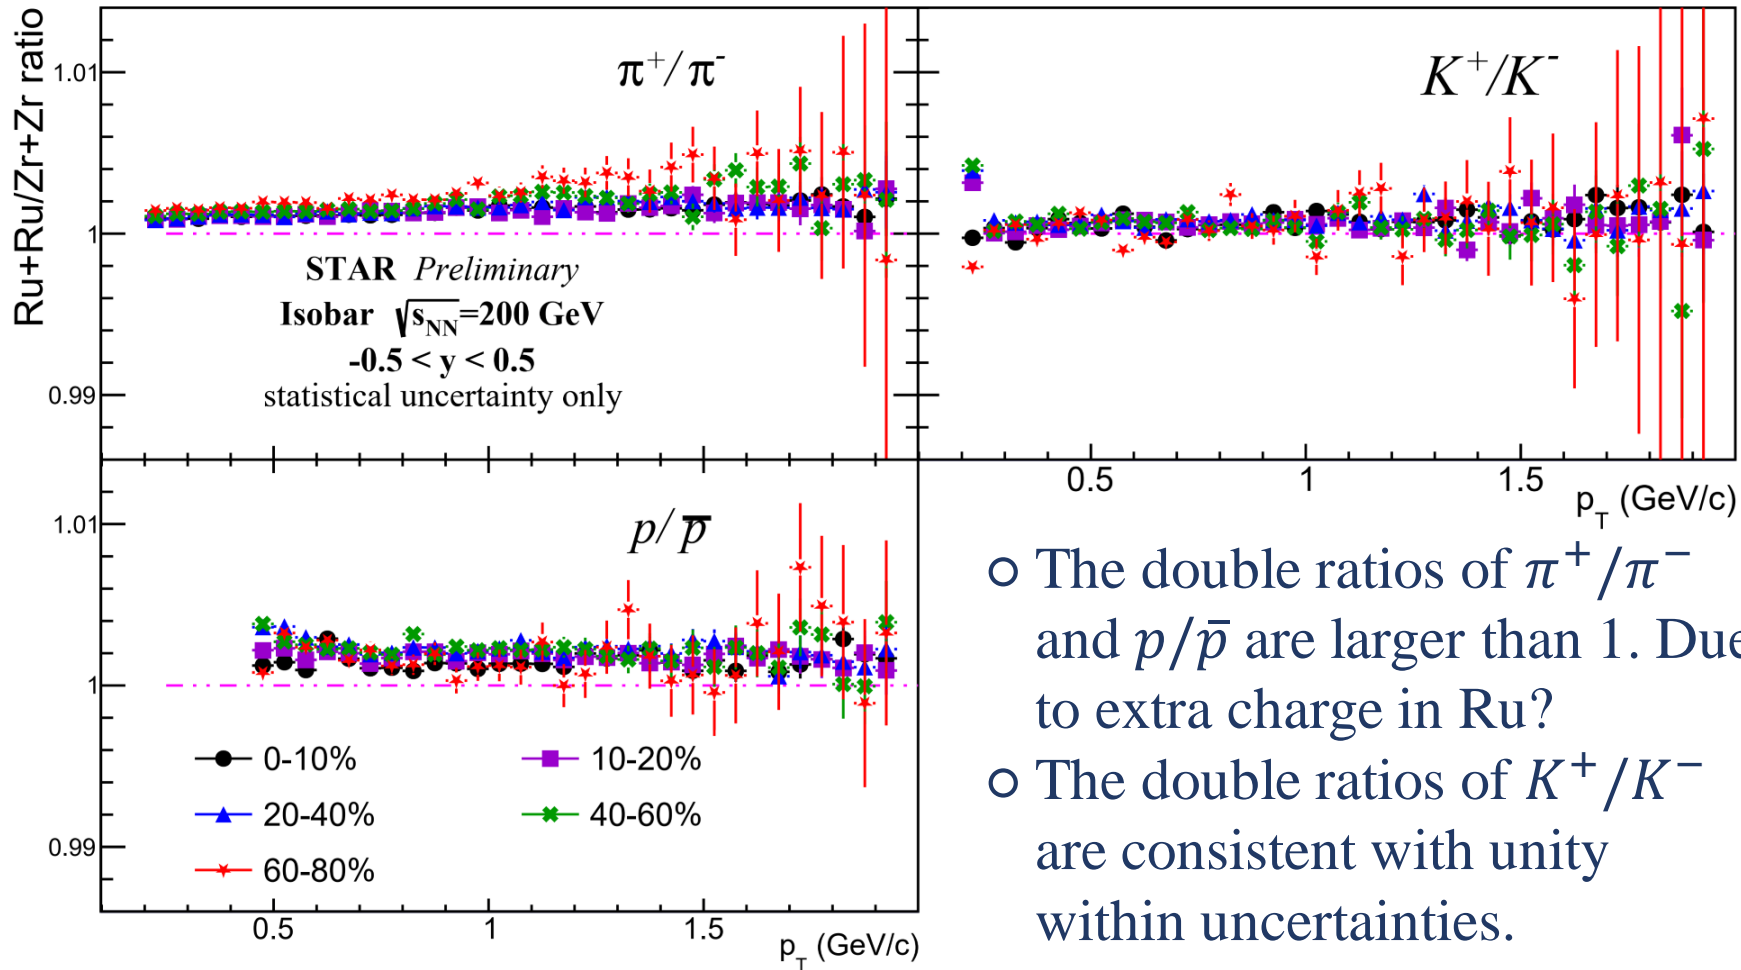 Ru+Ru/Zr+Zr ratio
1.01
1
0.99
π⁺/π⁻
STAR Preliminary
Isobar √s_NN=200 GeV
-0.5 < y < 0.5
statistical uncertainty only
K⁺/K⁻
0.5 1 1.5
p_T (GeV/c)
1.01
1
0.99
p/p̅
0-10% 10-20%
20-40% 40-60%
60-80%
0.5 1 1.5
p_T (GeV/c)
○ The double ratios of π⁺/π⁻
and p/p̅ are larger than 1. Due
to extra charge in Ru?
○ The double ratios of K⁺/K⁻
are consistent with unity
within uncertainties.